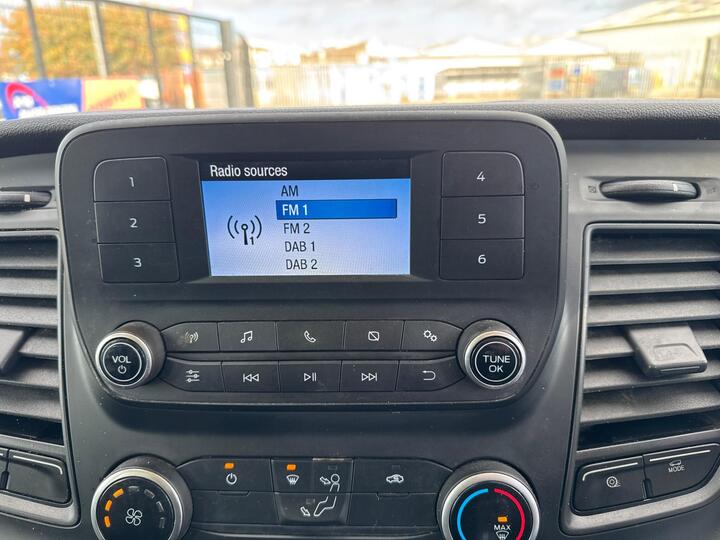 Radio sources
AM
FM 1
FM 2
DAB 1
DAB 2
1
2
3
4
5
6
VOL
TUNE
OK
MAX
MODE